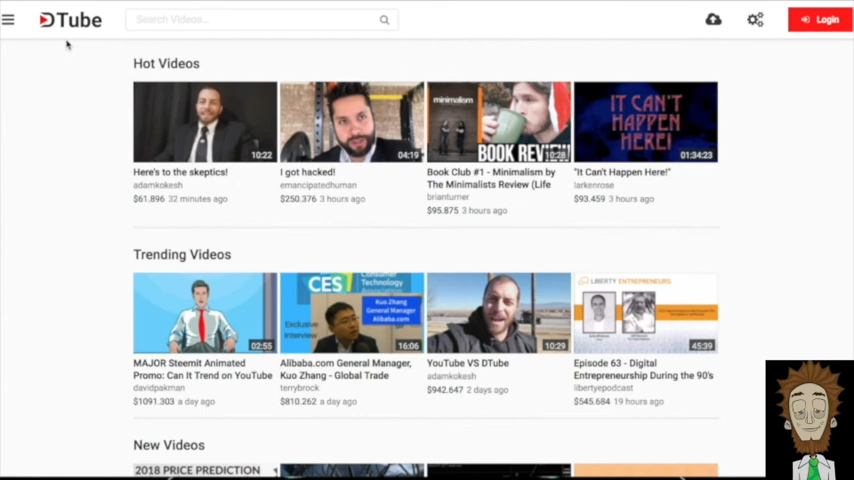 DTube
Search Videos...
Login
Hot Videos
10:22
04:19
minimalism
BOOK REVIEW
10:28
IT CAN'T
HAPPEN
HERE!
01:34:23
Here's to the skeptics!
adamkokesh
$61.896 32 minutes ago
I got hacked!
emancipatedhuman
$250.376 3 hours ago
Book Club #1 - Minimalism by
The Minimalists Review (Life
brianturner
$95.875 3 hours ago
"It Can't Happen Here!"
larkenrose
$93.459 3 hours ago
Trending Videos
02:55
CES
Consumer
Technology
Association
Exclusive
Interview
Kuo Zhang
General Manager
Alibaba.com
16:06
10:29
LIBERTY ENTREPRENEURS
45:39
MAJOR Steemit Animated
Promo: Can It Trend on YouTube
davidpakman
$1091.303 a day ago
Alibaba.com General Manager,
Kuo Zhang - Global Trade
terrybrock
$810.262 a day ago
YouTube VS DTube
adamkokesh
$942.647 2 days ago
Episode 63 - Digital
Entrepreneurship During the 90's
libertyepodcast
$545.684 19 hours ago
New Videos
2018 PRICE PREDICTION